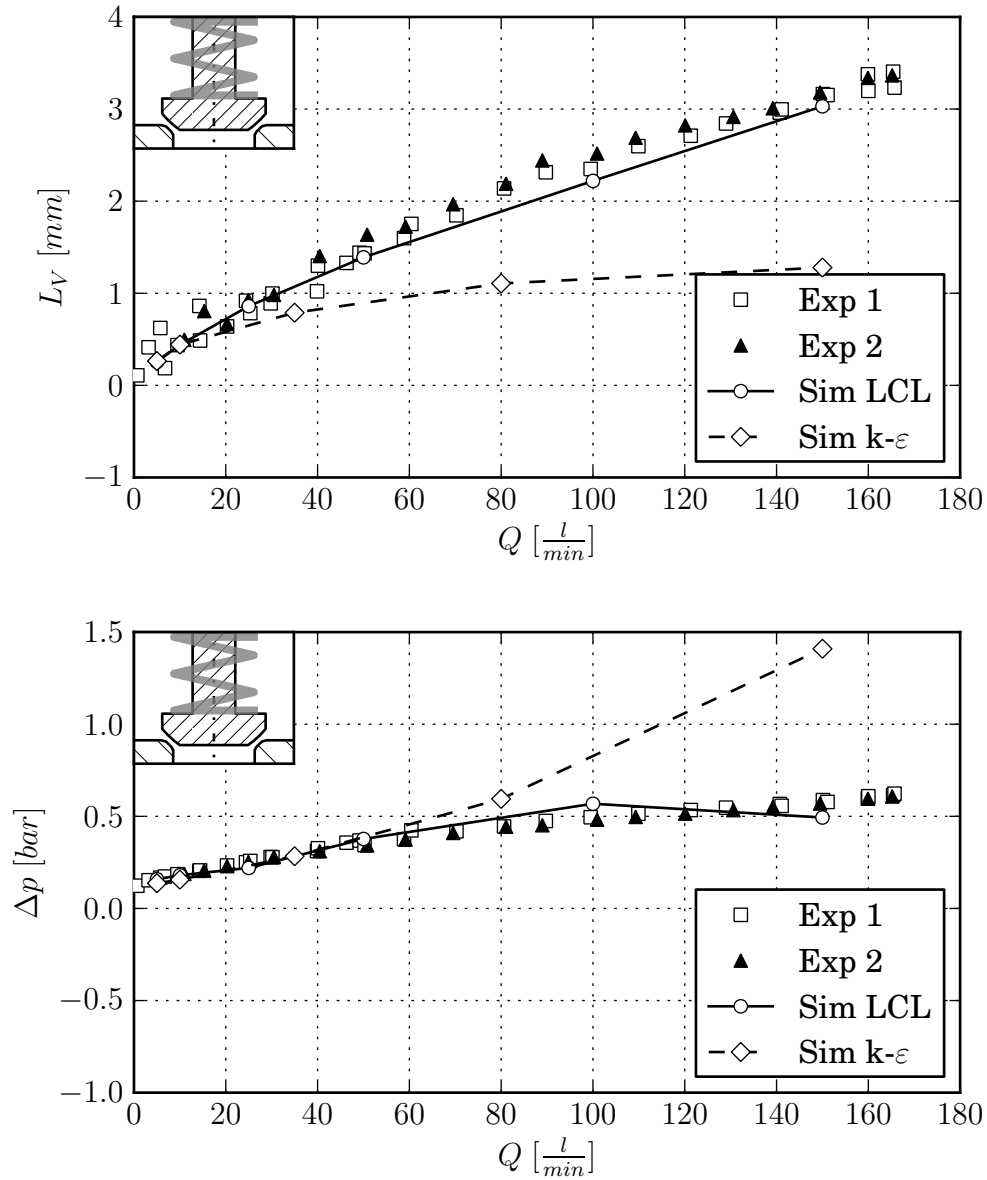 4
3
2
1
0
−1
L_V [mm]
Exp 1
Exp 2
Sim LCL
Sim k-ε
0 20 40 60 80 100 120 140 160 180
Q [l/min]
1.5
1.0
0.5
0.0
−0.5
−1.0
Δp [bar]
Exp 1
Exp 2
Sim LCL
Sim k-ε
0 20 40 60 80 100 120 140 160 180
Q [l/min]